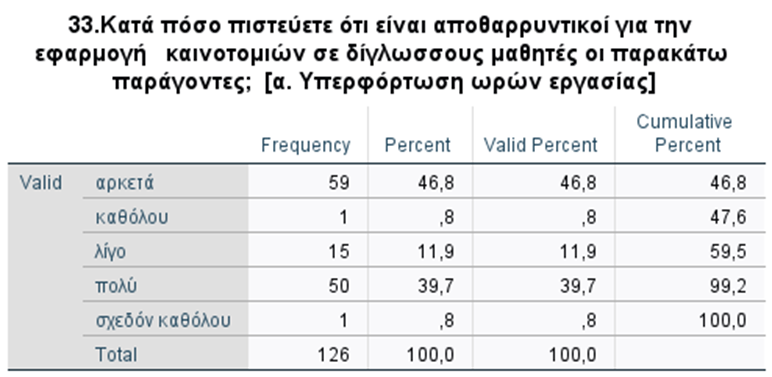 33.Κατά πόσο πιστεύετε ότι είναι αποθαρρυντικοί για την
εφαρμογή καινοτομιών σε δίγλωσσους μαθητές οι παρακάτω
παράγοντες; [α. Υπερφόρτωση ωρών εργασίας]
Frequency Percent Valid Percent Cumulative Percent
Valid αρκετά 59 46,8 46,8 46,8
καθόλου 1 ,8 ,8 47,6
λίγο 15 11,9 11,9 59,5
πολύ 50 39,7 39,7 99,2
σχεδόν καθόλου 1 ,8 ,8 100,0
Total 126 100,0 100,0